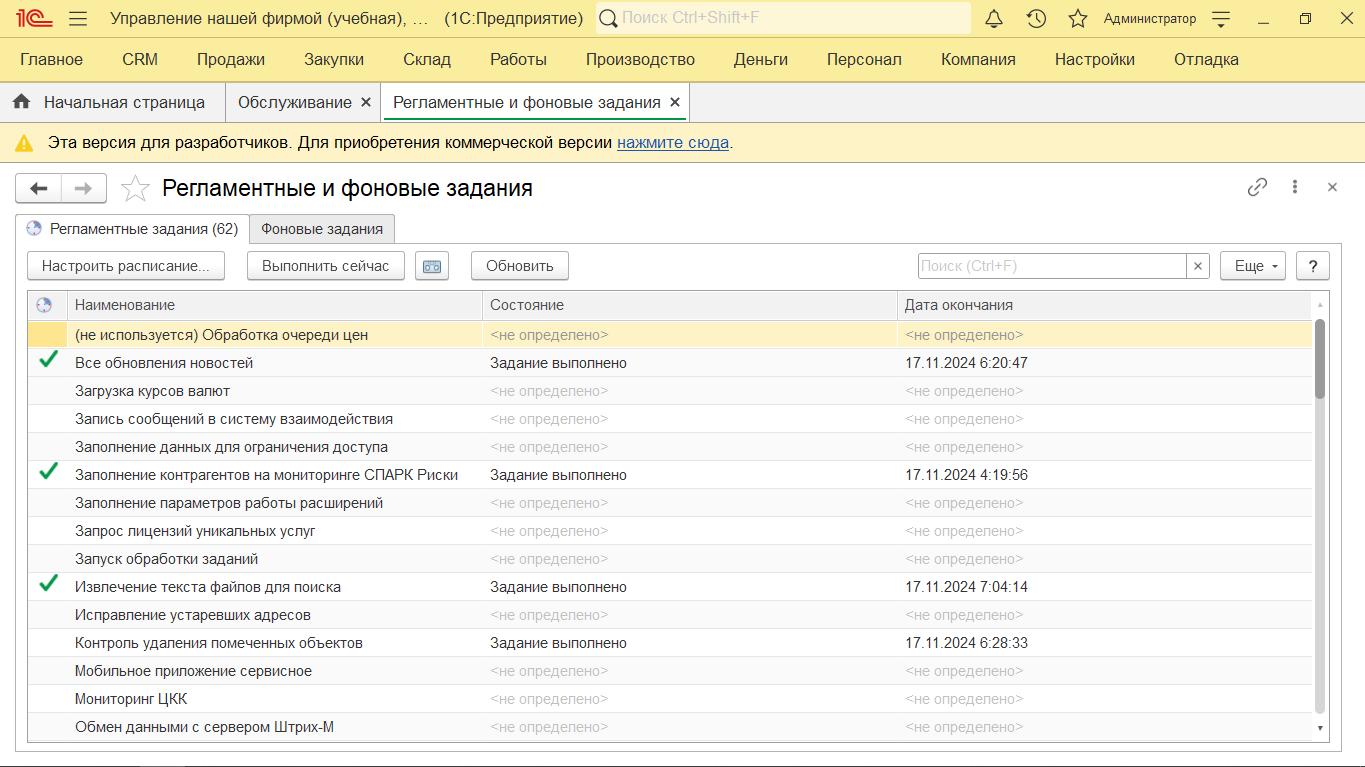 1С Управление нашей фирмой (учебная), ... (1С:Предприятие) Поиск Ctrl+Shift+F Администратор
Главное CRM Продажи Закупки Склад Работы Производство Деньги Персонал Компания Настройки Отладка
Начальная страница Обслуживание Регламентные и фоновые задания
Эта версия для разработчиков. Для приобретения коммерческой версии нажмите сюда.
Регламентные и фоновые задания
Регламентные задания (62) Фоновые задания
Настроить расписание... Выполнить сейчас Обновить Поиск (Ctrl+F) Еще ?
Наименование Состояние Дата окончания
(не используется) Обработка очереди цен <не определено> <не определено>
Все обновления новостей Задание выполнено 17.11.2024 6:20:47
Загрузка курсов валют <не определено> <не определено>
Запись сообщений в систему взаимодействия <не определено> <не определено>
Заполнение данных для ограничения доступа <не определено> <не определено>
Заполнение контрагентов на мониторинге СПАРК Риски Задание выполнено 17.11.2024 4:19:56
Заполнение параметров работы расширений <не определено> <не определено>
Запрос лицензий уникальных услуг <не определено> <не определено>
Запуск обработки заданий <не определено> <не определено>
Извлечение текста файлов для поиска Задание выполнено 17.11.2024 7:04:14
Исправление устаревших адресов <не определено> <не определено>
Контроль удаления помеченных объектов Задание выполнено 17.11.2024 6:28:33
Мобильное приложение сервисное <не определено> <не определено>
Мониторинг ЦКК <не определено> <не определено>
Обмен данными с сервером Штрих-М <не определено> <не определено>